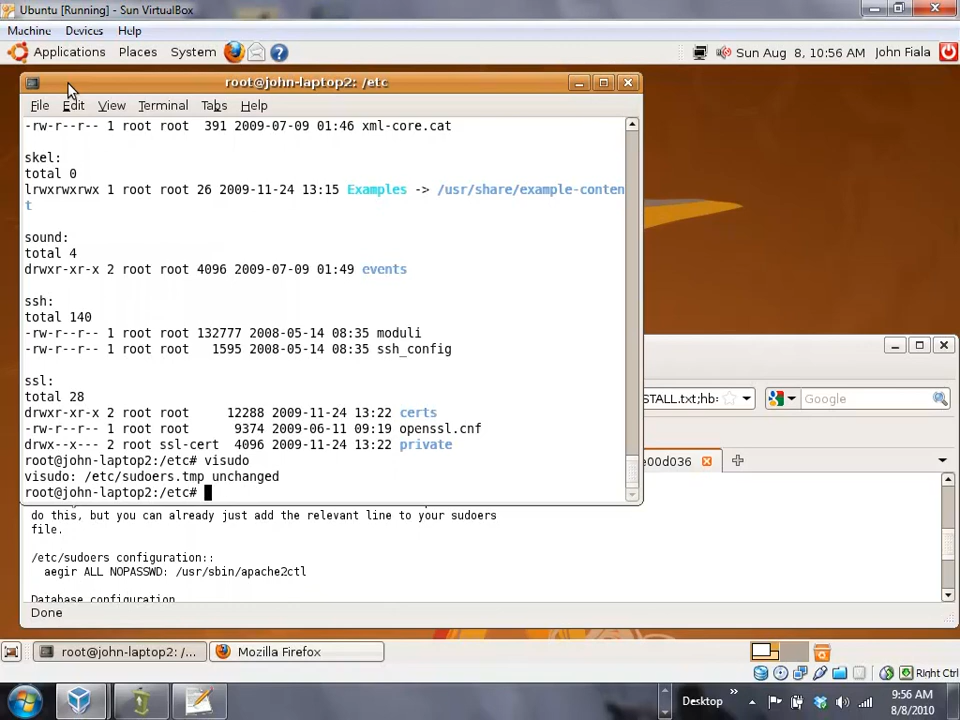 Ubuntu [Running] - Sun VirtualBox
Machine Devices Help
Applications Places System Sun Aug 8, 10:56 AM John Fiala
root@john-laptop2: /etc
File Edit View Terminal Tabs Help
-rw-r--r-- 1 root root 391 2009-07-09 01:46 xml-core.cat
skel:
total 0
lrwxrwxrwx 1 root root 26 2009-11-24 13:15 Examples -> /usr/share/example-conten
t
sound:
total 4
drwxr-xr-x 2 root root 4096 2009-07-09 01:49 events
ssh:
total 140
-rw-r--r-- 1 root root 132777 2008-05-14 08:35 moduli
-rw-r--r-- 1 root root 1595 2008-05-14 08:35 ssh_config
ssl:
total 28
drwxr-xr-x 2 root root 12288 2009-11-24 13:22 certs
-rw-r--r-- 1 root root 9374 2009-06-11 09:19 openssl.cnf
drwx--x--- 2 root ssl-cert 4096 2009-11-24 13:22 private
root@john-laptop2:/etc# visudo
visudo: /etc/sudoers.tmp unchanged
root@john-laptop2:/etc#
STALL.txt;hb= Google
e00d036
do this, but you can already just add the relevant line to your sudoers
file.
/etc/sudoers configuration::
aegir ALL NOPASSWD: /usr/sbin/apache2ctl
Database configuration
Done
root@john-laptop2: /... Mozilla Firefox
Right Ctrl
Desktop 9:56 AM
8/8/2010